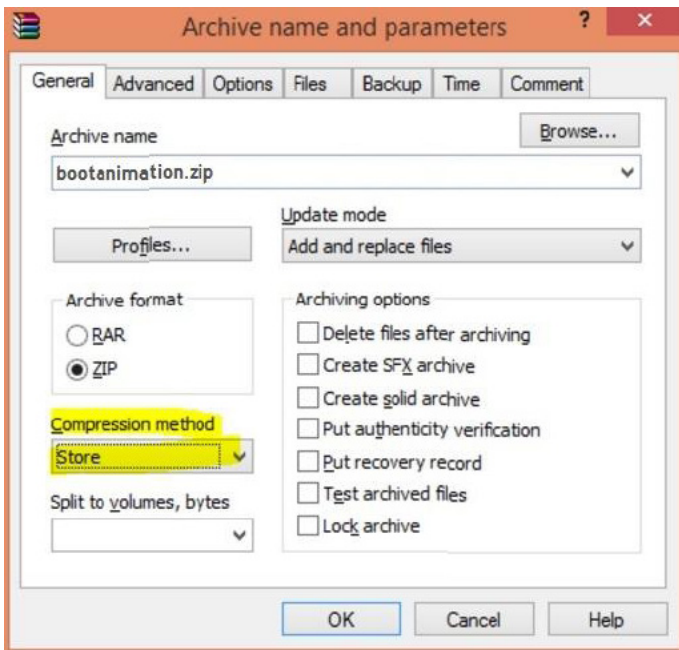 Archive name and parameters
?
General Advanced Options Files Backup Time Comment
Archive name
Browse...
bootanimation.zip
Update mode
Profiles...
Add and replace files
Archive format
RAR
ZIP
Compression method
Store
Split to volumes, bytes
Archiving options
Delete files after archiving
Create SFX archive
Create solid archive
Put authenticity verification
Put recovery record
Test archived files
Lock archive
OK Cancel Help